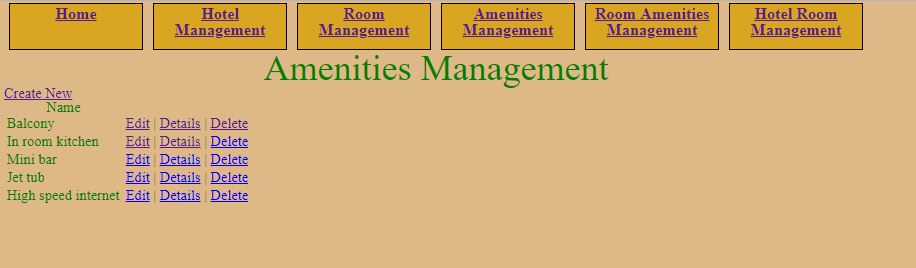 Home
Hotel Management
Room Management
Amenities Management
Room Amenities Management
Hotel Room Management
Amenities Management
Create New
Name
Balcony Edit | Details | Delete
In room kitchen Edit | Details | Delete
Mini bar Edit | Details | Delete
Jet tub Edit | Details | Delete
High speed internet Edit | Details | Delete